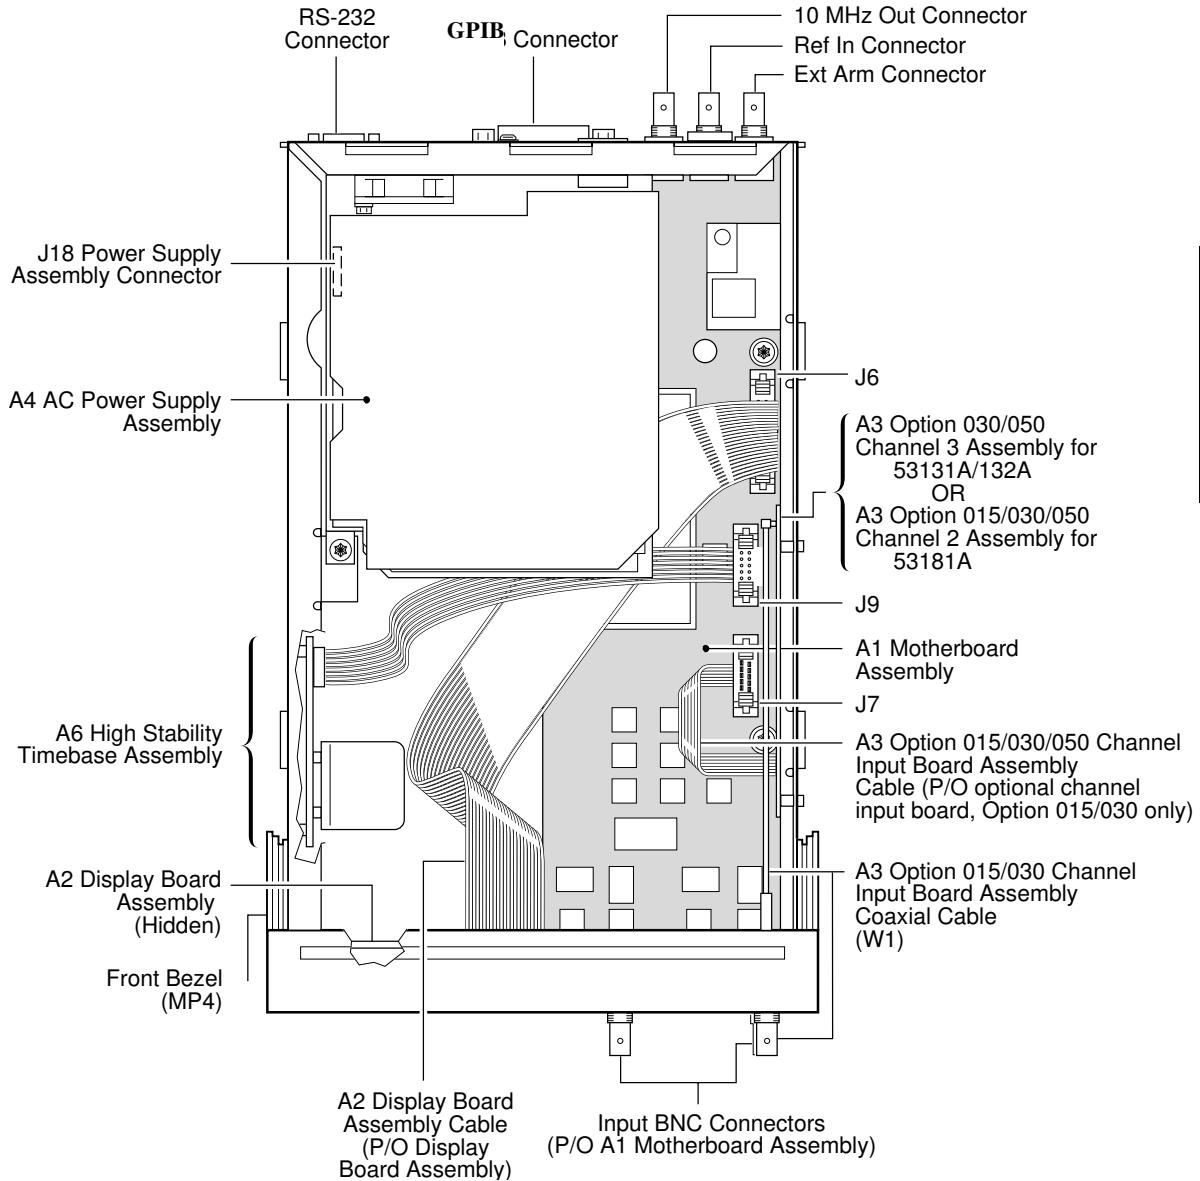 RS-232
Connector
GPIB Connector
10 MHz Out Connector
Ref In Connector
Ext Arm Connector
J18 Power Supply
Assembly Connector
A4 AC Power Supply
Assembly
J6
A3 Option 030/050
Channel 3 Assembly for
53131A/132A
OR
A3 Option 015/030/050
Channel 2 Assembly for
53181A
J9
A1 Motherboard
Assembly
J7
A6 High Stability
Timebase Assembly
A3 Option 015/030/050 Channel
Input Board Assembly
Cable (P/O optional channel
input board, Option 015/030 only)
A2 Display Board
Assembly
(Hidden)
A3 Option 015/030 Channel
Input Board Assembly
Coaxial Cable
(W1)
Front Bezel
(MP4)
A2 Display Board
Assembly Cable
(P/O Display
Board Assembly)
Input BNC Connectors
(P/O A1 Motherboard Assembly)